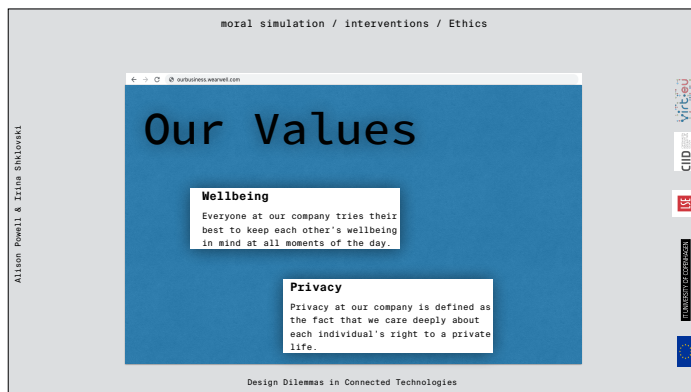 moral simulation / interventions / Ethics
ourbusiness.wearwell.com
Our Values
Wellbeing
Everyone at our company tries their
best to keep each other's wellbeing
in mind at all moments of the day.
Privacy
Privacy at our company is defined as
the fact that we care deeply about
each individual's right to a private
life.
Alison Powell & Irina Shklovski
virt:eu
CIID
LSE
IT UNIVERSITY OF COPENHAGEN
Design Dilemmas in Connected Technologies